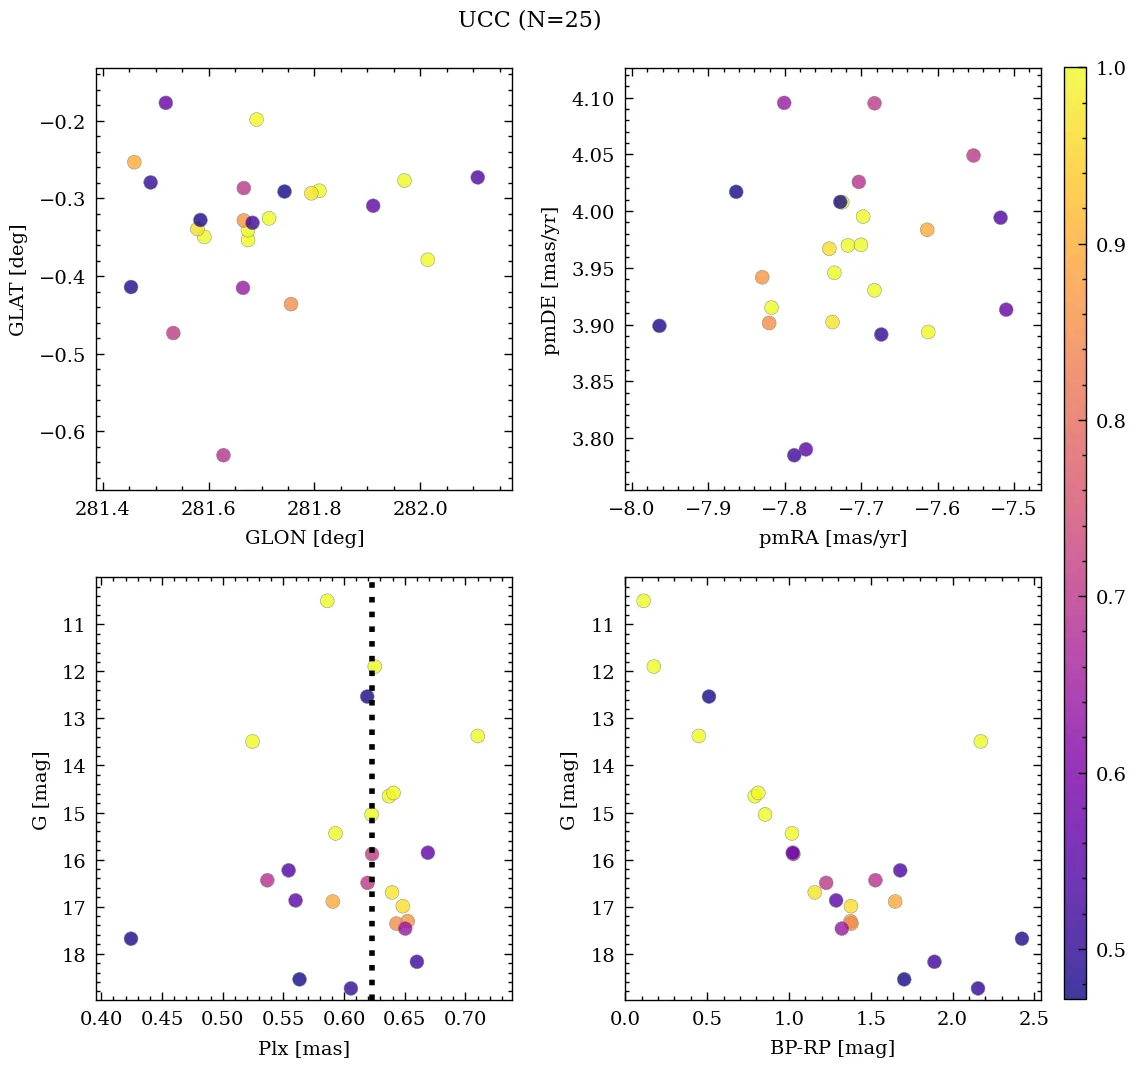 UCC (N=25)
−0.2
−0.3
−0.4
−0.5
−0.6
GLAT [deg]
281.4 281.6 281.8 282.0
GLON [deg]
4.10
4.05
4.00
3.95
3.90
3.85
3.80
pmDE [mas/yr]
−8.0 −7.9 −7.8 −7.7 −7.6 −7.5
pmRA [mas/yr]
11
12
13
14
15
16
17
18
G [mag]
0.40 0.45 0.50 0.55 0.60 0.65 0.70
Plx [mas]
11
12
13
14
15
16
17
18
G [mag]
0.0 0.5 1.0 1.5 2.0 2.5
BP-RP [mag]
1.0
0.9
0.8
0.7
0.6
0.5